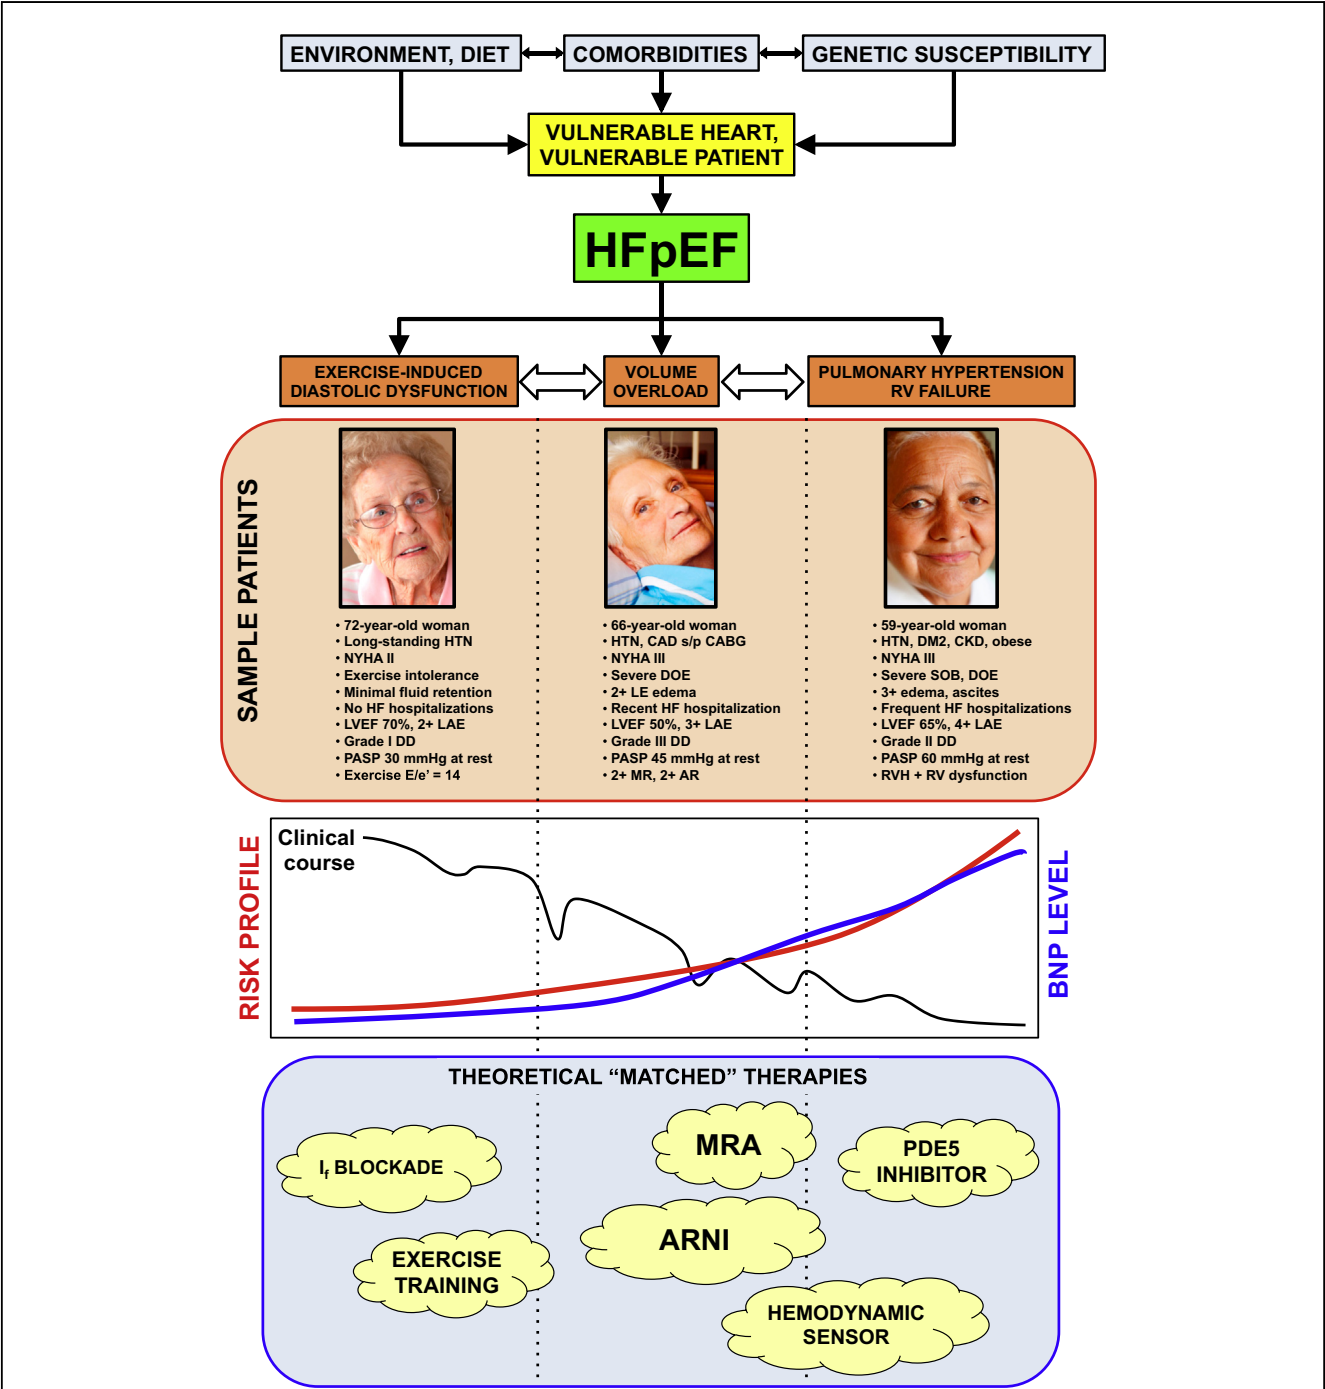 ENVIRONMENT, DIET
COMORBIDITIES
GENETIC SUSCEPTIBILITY
VULNERABLE HEART,
VULNERABLE PATIENT
HFpEF
EXERCISE-INDUCED
DIASTOLIC DYSFUNCTION
VOLUME
OVERLOAD
PULMONARY HYPERTENSION
RV FAILURE
SAMPLE PATIENTS
• 72-year-old woman
• Long-standing HTN
• NYHA II
• Exercise intolerance
• Minimal fluid retention
• No HF hospitalizations
• LVEF 70%, 2+ LAE
• Grade I DD
• PASP 30 mmHg at rest
• Exercise E/e’ = 14
• 66-year-old woman
• HTN, CAD s/p CABG
• NYHA III
• Severe DOE
• 2+ LE edema
• Recent HF hospitalization
• LVEF 50%, 3+ LAE
• Grade III DD
• PASP 45 mmHg at rest
• 2+ MR, 2+ AR
• 59-year-old woman
• HTN, DM2, CKD, obese
• NYHA III
• Severe SOB, DOE
• 3+ edema, ascites
• Frequent HF hospitalizations
• LVEF 65%, 4+ LAE
• Grade II DD
• PASP 60 mmHg at rest
• RVH + RV dysfunction
Clinical
course
RISK PROFILE
BNP LEVEL
THEORETICAL “MATCHED” THERAPIES
If BLOCKADE
EXERCISE
TRAINING
MRA
ARNI
PDE5
INHIBITOR
HEMODYNAMIC
SENSOR